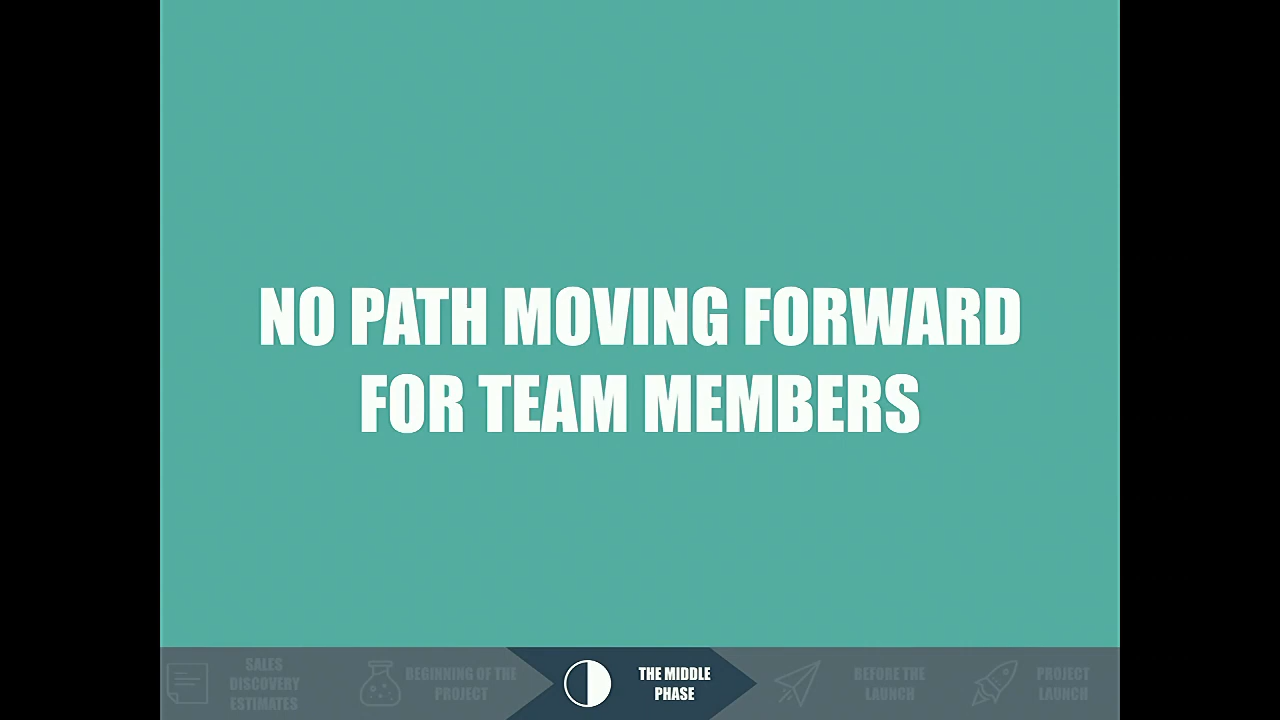 NO PATH MOVING FORWARD
FOR TEAM MEMBERS
SALES
DISCOVERY
ESTIMATES
BEGINNING OF THE
PROJECT
THE MIDDLE
PHASE
BEFORE THE
LAUNCH
PROJECT
LAUNCH